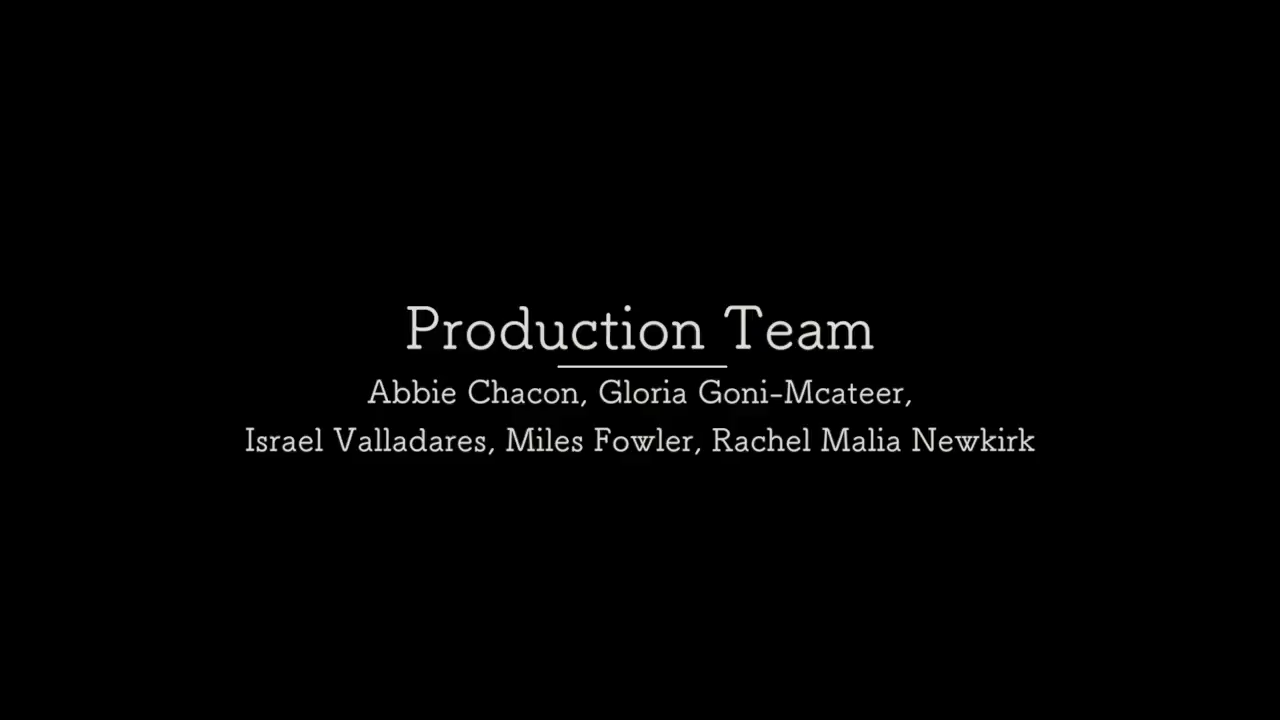 Production Team
Abbie Chacon, Gloria Goni-Mcateer,
Israel Valladares, Miles Fowler, Rachel Malia Newkirk